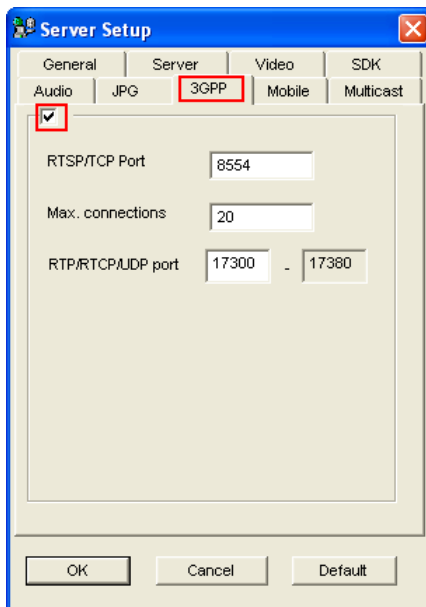 Server Setup
General Server Video SDK
Audio JPG 3GPP Mobile Multicast
RTSP/TCP Port 8554
Max. connections 20
RTP/RTCP/UDP port 17300 - 17380
OK Cancel Default